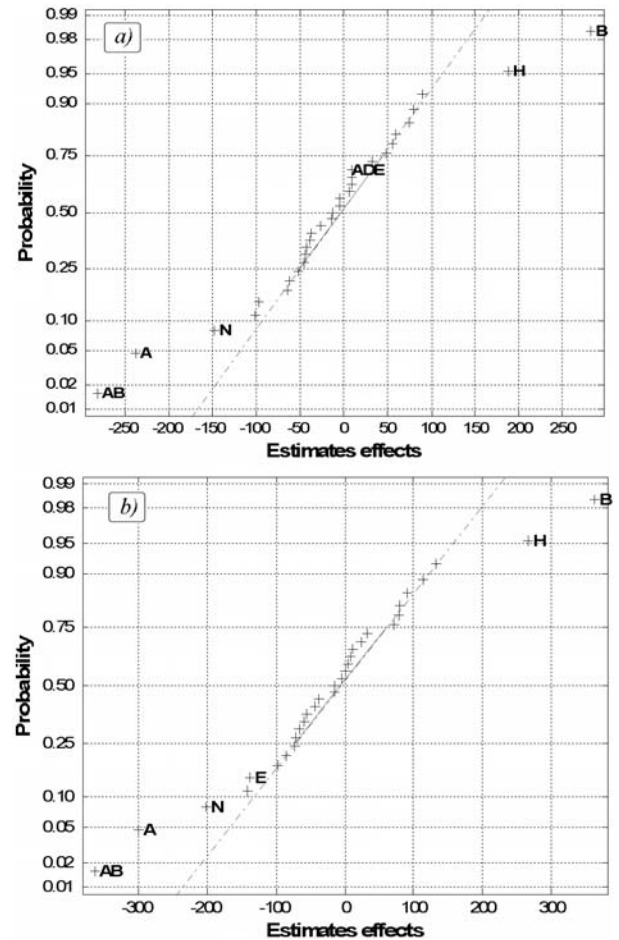 a)
Probability
0.99
0.98
0.95
0.90
0.75
0.50
0.25
0.10
0.05
0.02
0.01
B
H
ADE
N
A
AB
-250 -200 -150 -100 -50 0 50 100 150 200 250
Estimates effects
b)
Probability
0.99
0.98
0.95
0.90
0.75
0.50
0.25
0.10
0.05
0.02
0.01
B
H
E
N
A
AB
-300 -200 -100 0 100 200 300
Estimates effects